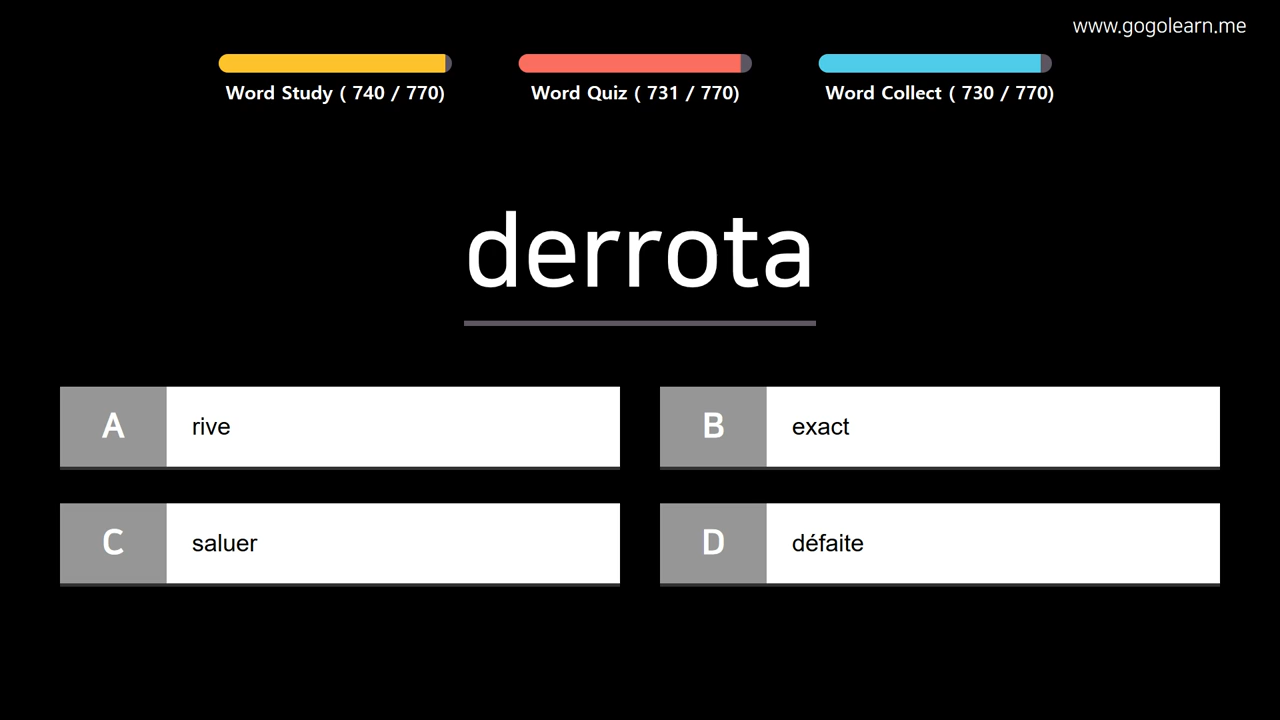 www.gogolearn.me
Word Study ( 740 / 770)
Word Quiz ( 731 / 770)
Word Collect ( 730 / 770)
derrota
A rive
B exact
C saluer
D défaite